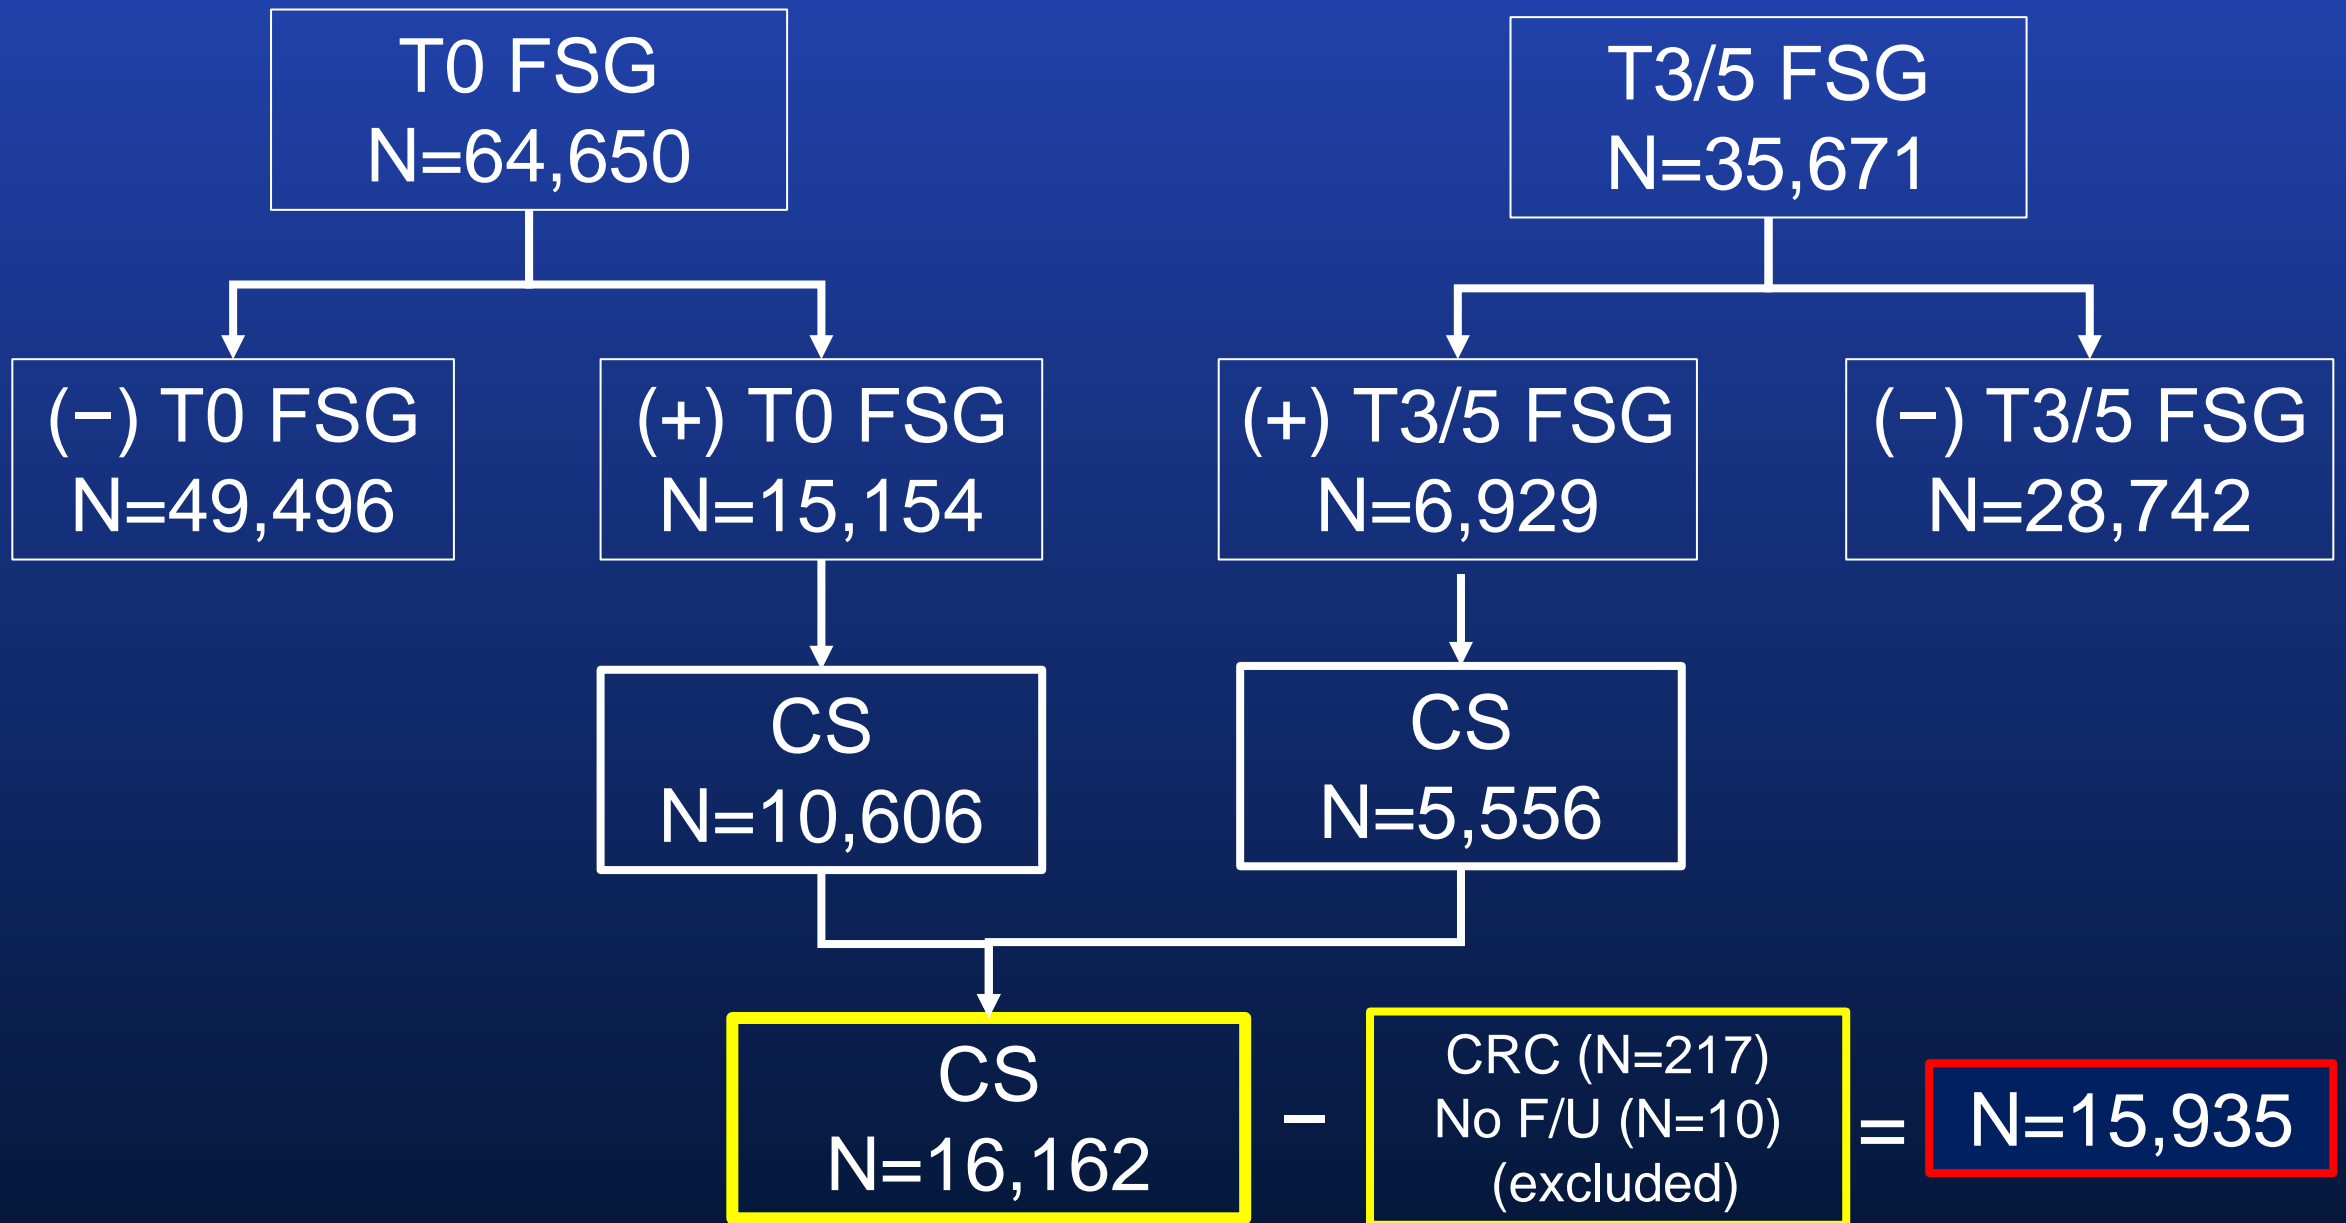 T0 FSG
N=64,650
T3/5 FSG
N=35,671
(−) T0 FSG
N=49,496
(+) T0 FSG
N=15,154
(+) T3/5 FSG
N=6,929
(−) T3/5 FSG
N=28,742
CS
N=10,606
CS
N=5,556
CS
N=16,162
−
CRC (N=217)
No F/U (N=10)
(excluded)
=
N=15,935